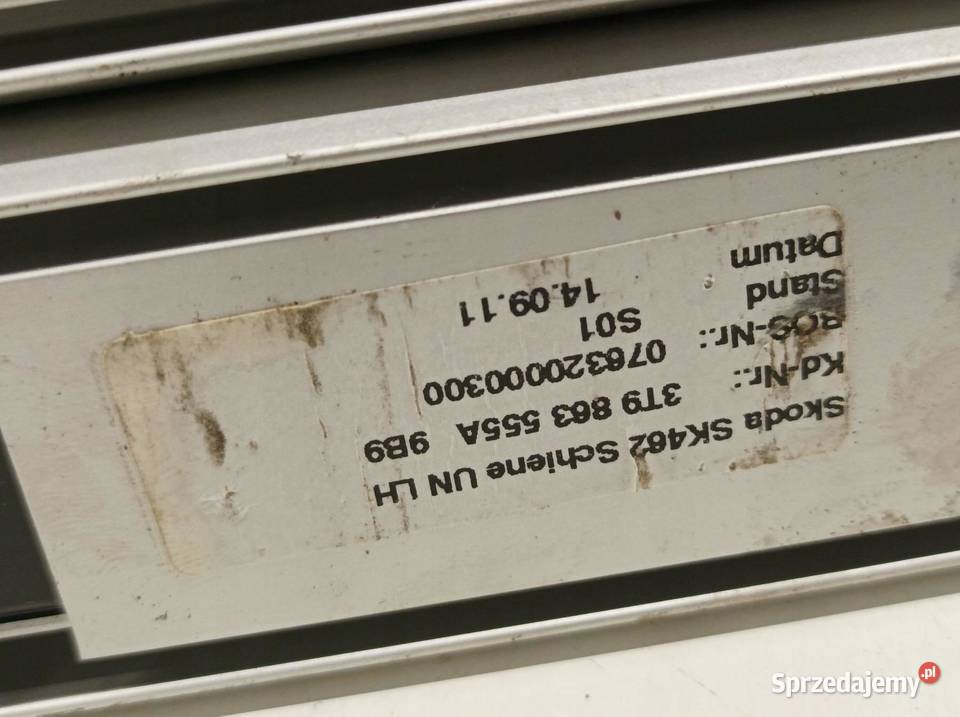 Skoda SK462 Schiene UN LH
Kd-Nr.: 3T9 863 555A 9B9
ROS-Nr.: 076320000300
Stand S01
Datum 14.09.11
Sprzedajemy.pl